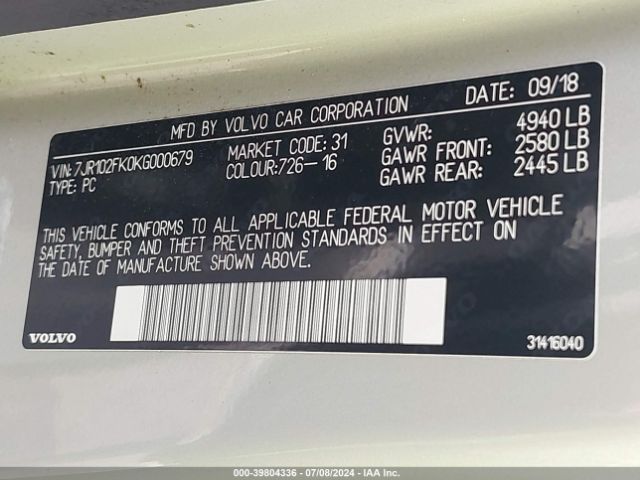 DATE: 09/18
MFD BY VOLVO CAR CORPORATION
VIN: 7JR102FK0KG000679 MARKET CODE: 31 GVWR: 4940 LB
TYPE: PC COLOUR:726-16 GAWR FRONT: 2580 LB
GAWR REAR: 2445 LB
THIS VEHICLE CONFORMS TO ALL APPLICABLE FEDERAL MOTOR VEHICLE
SAFETY, BUMPER AND THEFT PREVENTION STANDARDS IN EFFECT ON
THE DATE OF MANUFACTURE SHOWN ABOVE.
VOLVO 31416040
000-39804336 | 07/08/2024 - IAA Inc.